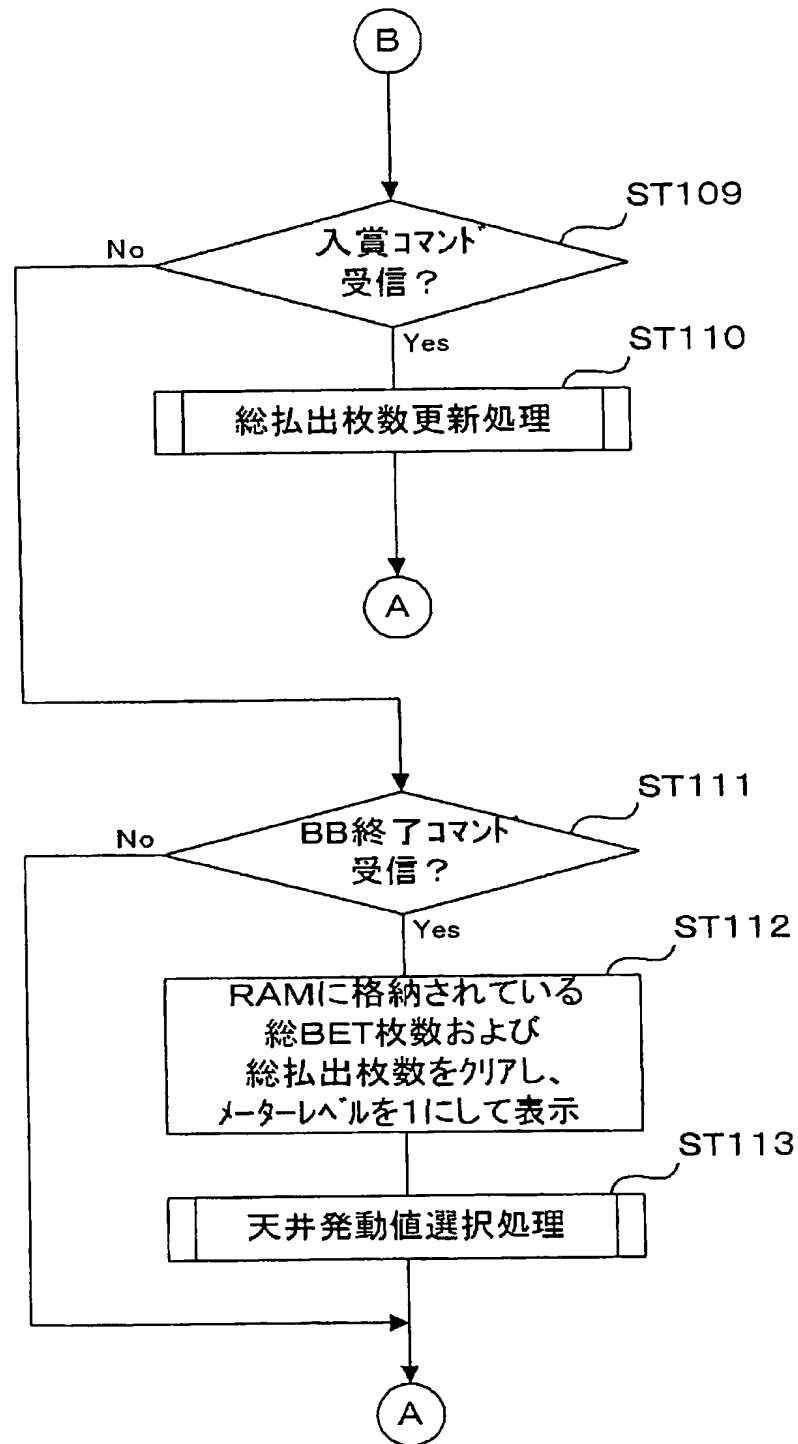 B
ST109
入賞コマンド
受信？
No
Yes
ST110
総払出枚数更新処理
A
ST111
BB終了コマンド
受信？
No
Yes
ST112
RAMに格納されている
総BET枚数および
総払出枚数をクリアし、
メーターレベルを1にして表示
ST113
天井発動値選択処理
A